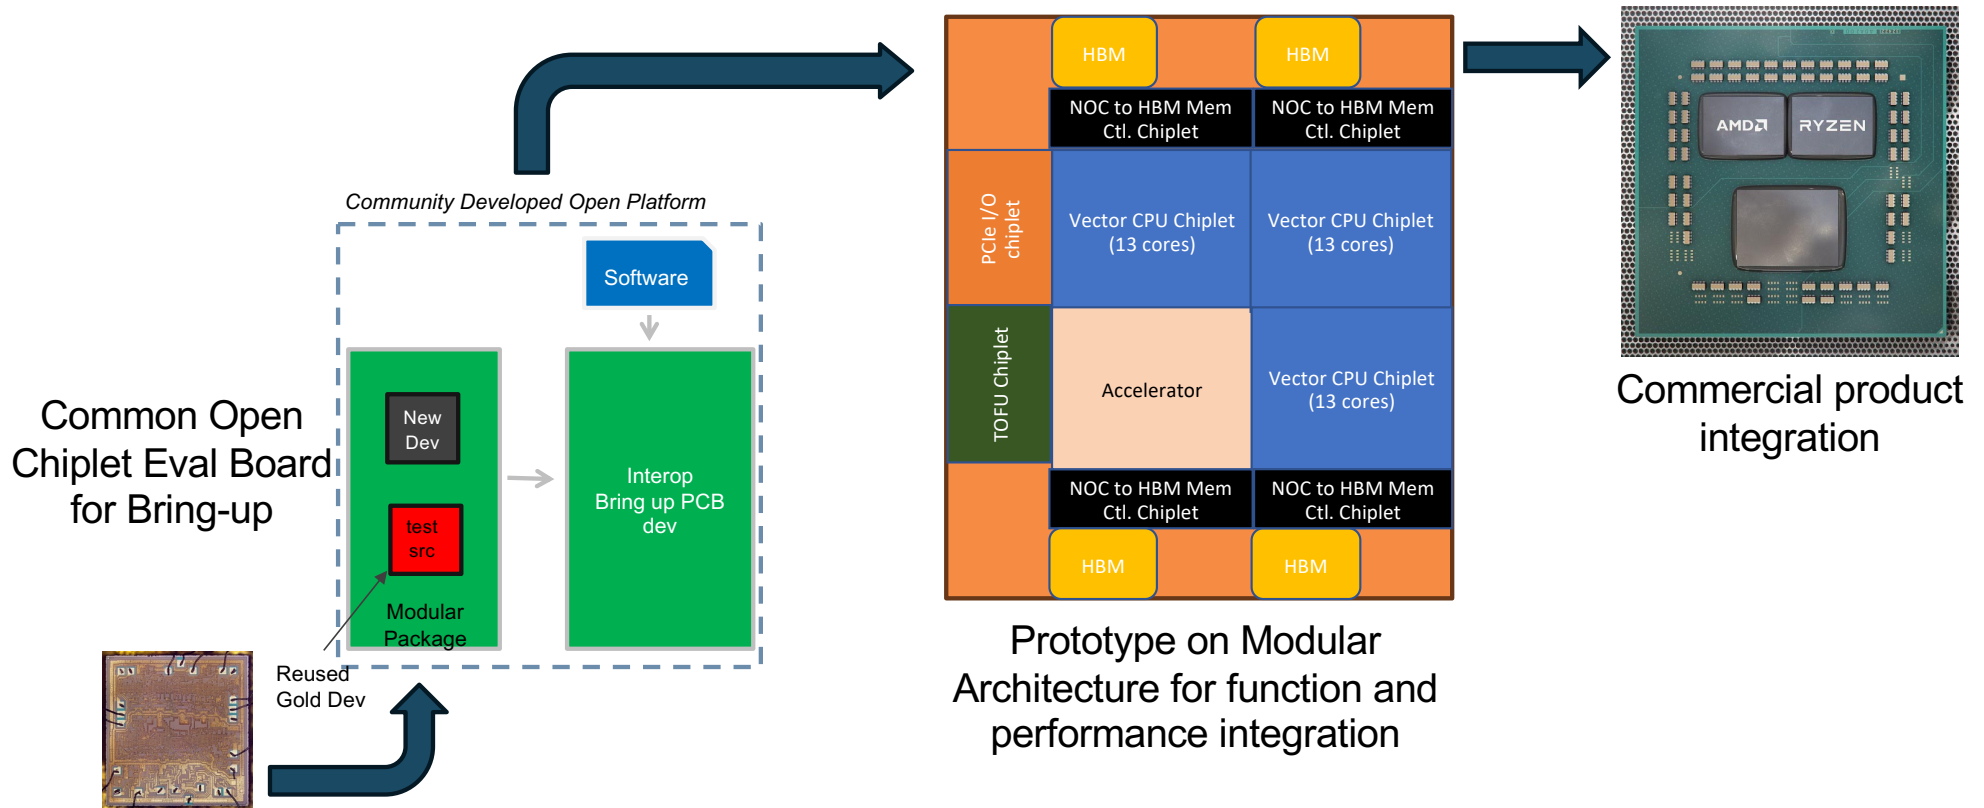 Common Open
Chiplet Eval Board
for Bring-up
Community Developed Open Platform
Software
New
Dev
test
src
Modular
Package
Interop
Bring up PCB
dev
Reused
Gold Dev
HBM
HBM
NOC to HBM Mem
Ctl. Chiplet
NOC to HBM Mem
Ctl. Chiplet
PCIe I/O
chiplet
Vector CPU Chiplet
(13 cores)
Vector CPU Chiplet
(13 cores)
TOFU Chiplet
Accelerator
Vector CPU Chiplet
(13 cores)
NOC to HBM Mem
Ctl. Chiplet
NOC to HBM Mem
Ctl. Chiplet
HBM
HBM
Prototype on Modular
Architecture for function and
performance integration
AMD
RYZEN
Commercial product
integration